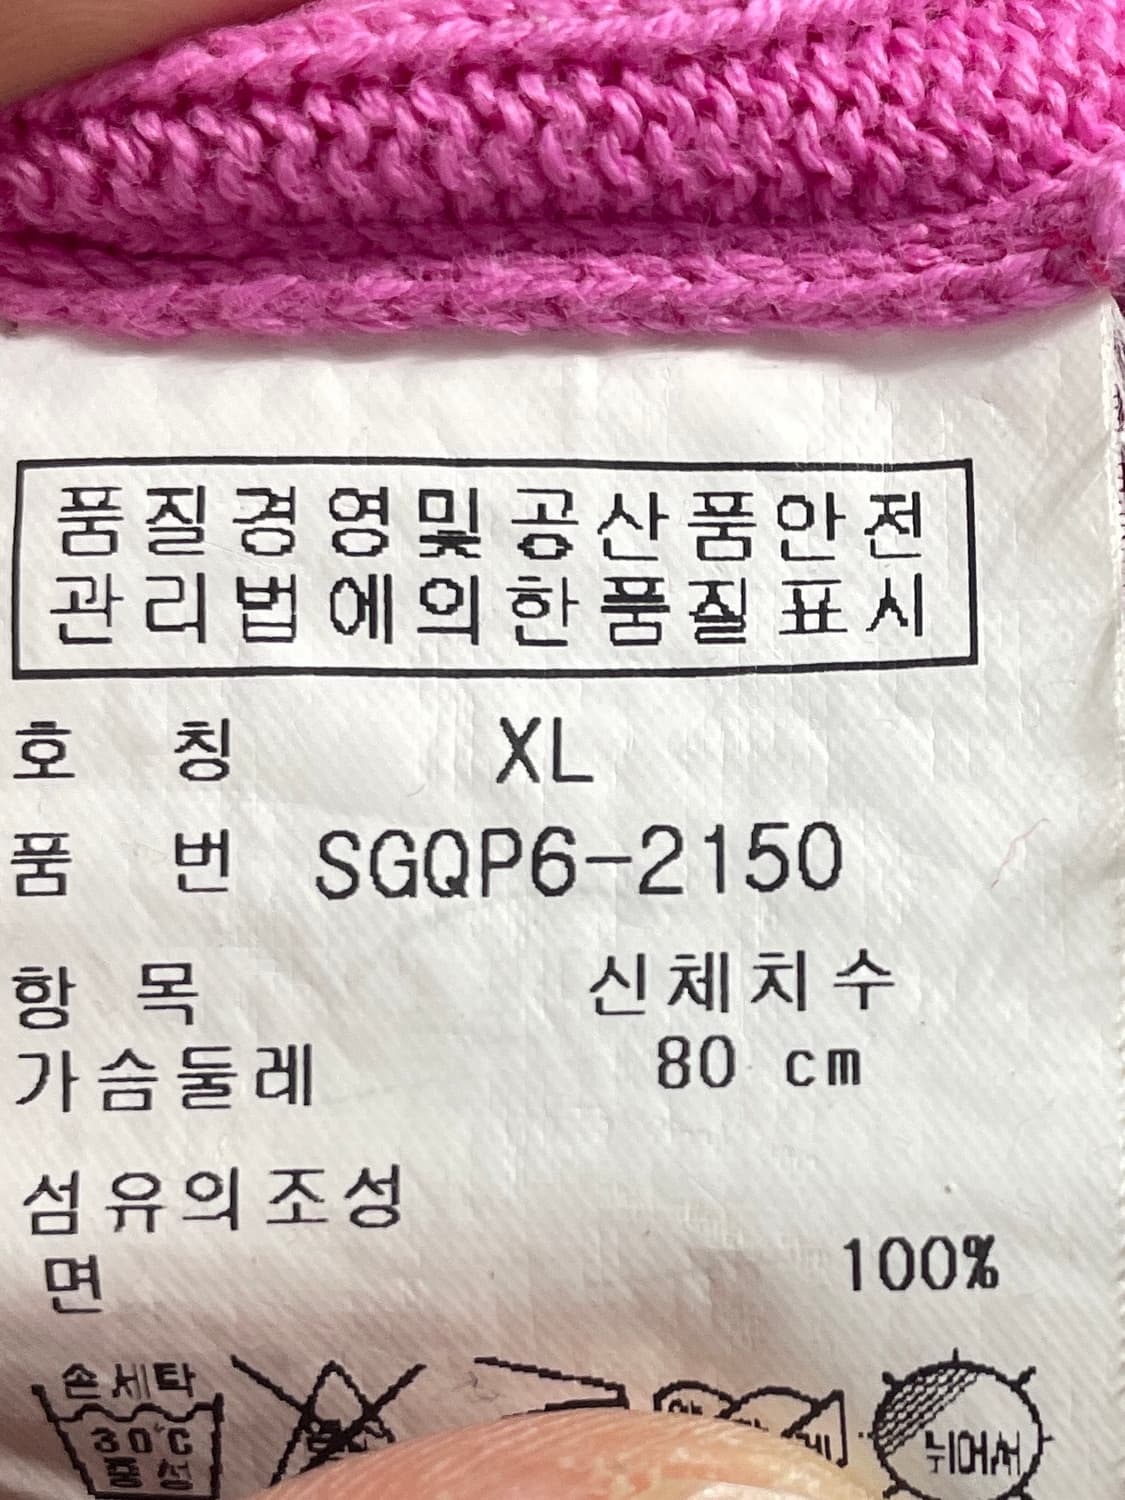 품질경영및공산품안전
관리법에의한품질표시
호 칭 XL
품 번 SGQP6-2150
항 목 신체치수
가슴둘레 80 cm
섬유의조성
면 100%
손세탁
30℃
중성
뉘어서